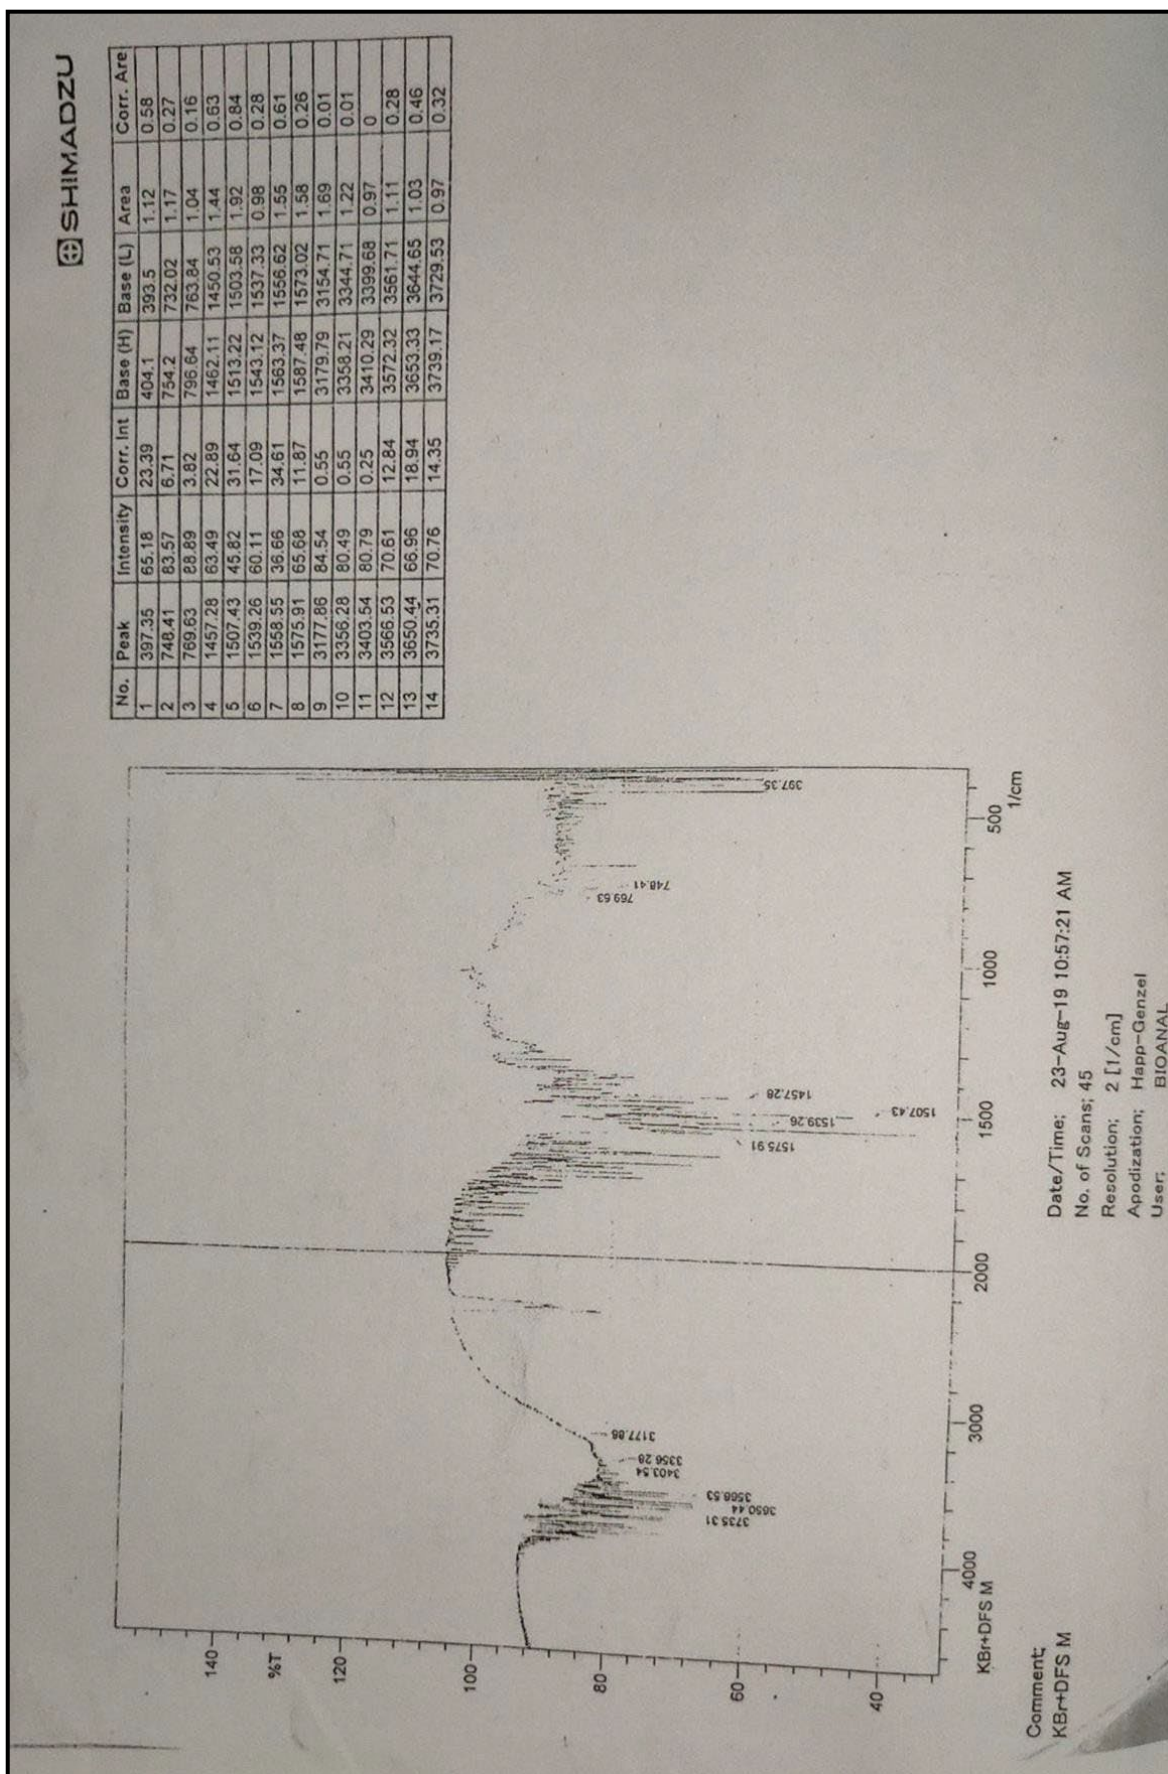 SHIMADZU
No. Peak Intensity Corr. Int Base (H) Base (L) Area Corr. Are
1 397.35 65.18 23.39 404.1 393.5 1.12 0.58
2 748.41 83.57 6.71 754.2 732.02 1.17 0.27
3 769.63 88.89 3.82 796.64 763.84 1.04 0.16
4 1457.28 63.49 22.89 1462.11 1450.53 1.44 0.63
5 1507.43 45.82 31.64 1513.22 1503.58 1.92 0.84
6 1539.26 60.11 17.09 1543.12 1537.33 0.98 0.28
7 1558.55 36.66 34.61 1563.37 1556.62 1.55 0.61
8 1575.91 65.68 11.87 1587.48 1573.02 1.58 0.26
9 3177.86 84.54 0.55 3179.79 3154.71 1.69 0.01
10 3356.28 80.49 0.55 3358.21 3344.71 1.22 0.01
11 3403.54 80.79 0.25 3410.29 3399.68 0.97 0
12 3566.53 70.61 12.84 3572.32 3561.71 1.11 0.28
13 3650.44 66.96 18.94 3653.33 3644.65 1.03 0.46
14 3735.31 70.76 14.35 3739.17 3729.53 0.97 0.32
140
%T
120
100
80
60
40
3735.31
3650.44
3566.53
3403.54
3356.28
3177.86
1575.91
1539.26
1507.43
1457.28
769.63
748.41
397.35
4000 3000 2000 1500 1000 500
KBr+DFS M 1/cm
Comment;
KBr+DFS M
Date/Time; 23-Aug-19 10:57:21 AM
No. of Scans; 45
Resolution; 2 [1/cm]
Apodization; Happ-Genzel
User; BIOANAL